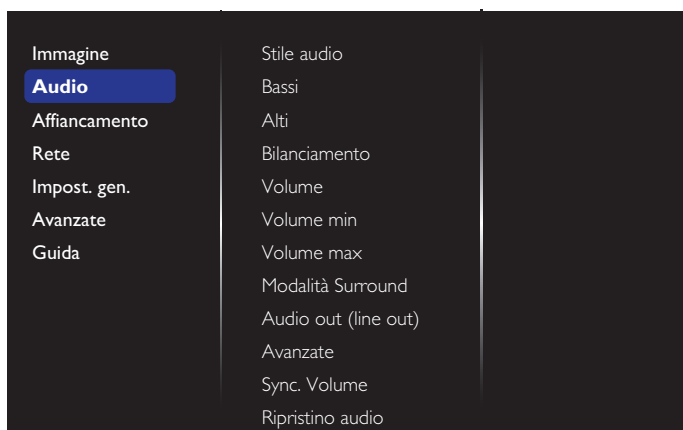 Immagine
Audio
Affiancamento
Rete
Impost. gen.
Avanzate
Guida
Stile audio
Bassi
Alti
Bilanciamento
Volume
Volume min
Volume max
Modalità Surround
Audio out (line out)
Avanzate
Sync. Volume
Ripristino audio